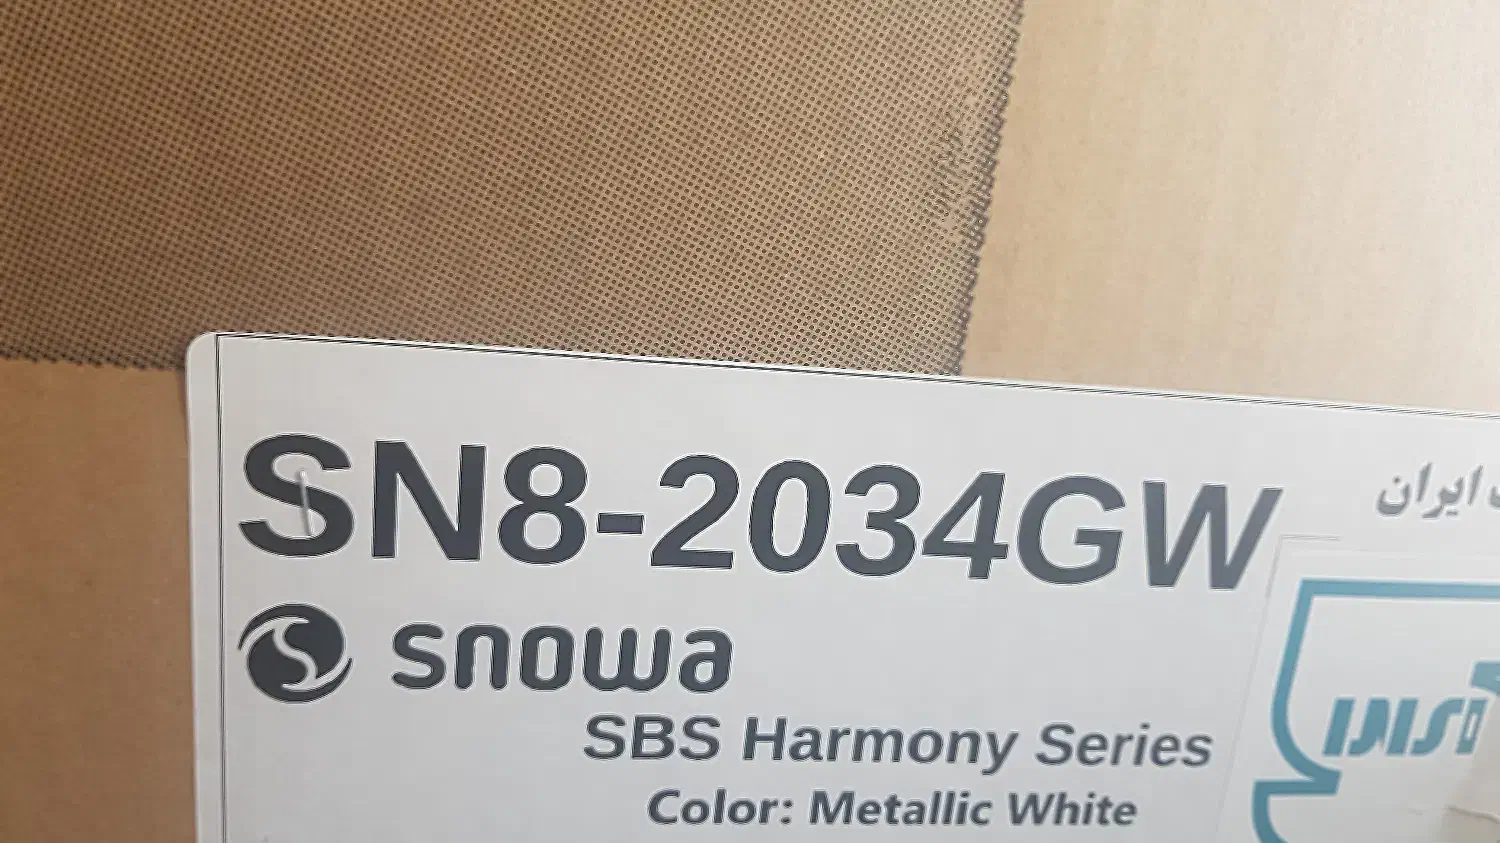 SN8-2034GW
ایران
snowa
SBS Harmony Series
Color: Metallic White